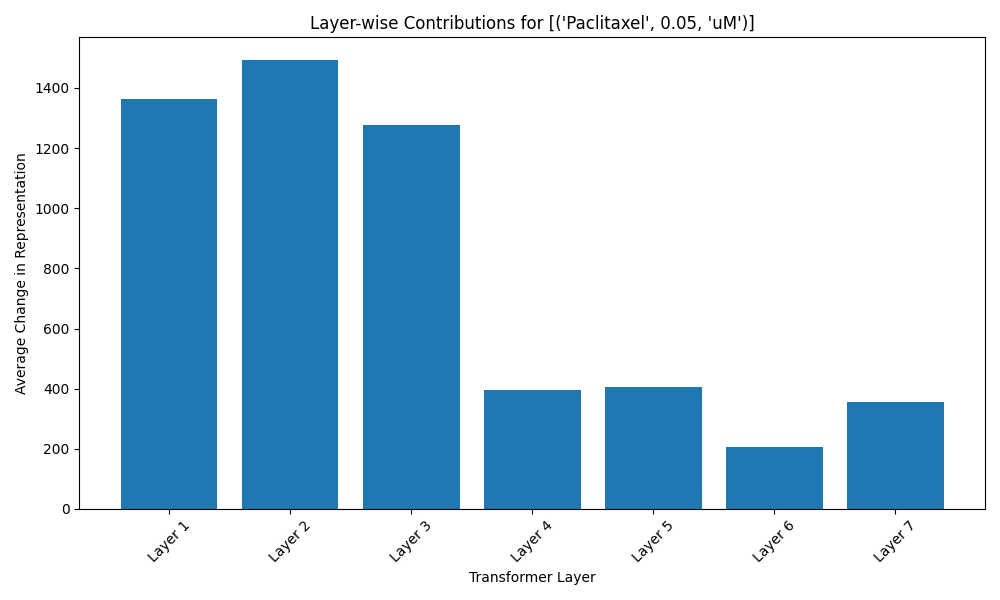 Layer-wise Contributions for [('Paclitaxel', 0.05, 'uM')]
Average Change in Representation
1400
1200
1000
800
600
400
200
0
Layer 1
Layer 2
Layer 3
Layer 4
Layer 5
Layer 6
Layer 7
Transformer Layer